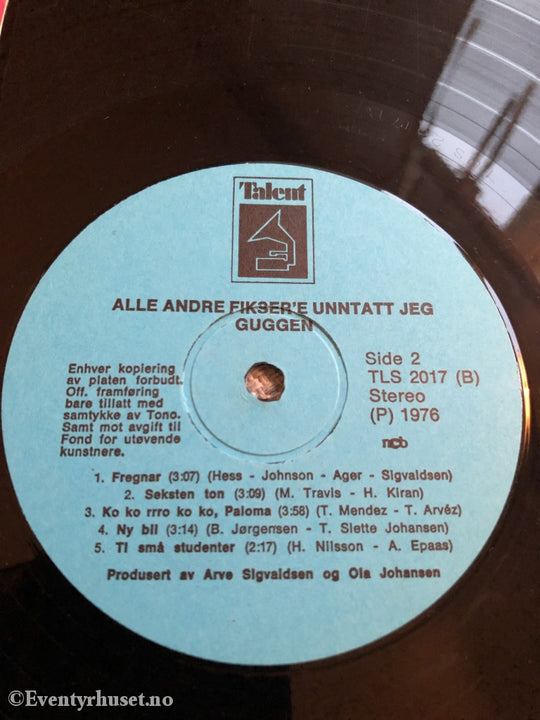 Talent
ALLE ANDRE FIKSER'E UNNTATT JEG
GUGGEN
Enhver kopiering
av platen forbudt.
Off. framføring
bare tillatt med
samtykke av Tono.
Samt mot avgift til
Fond for utøvende
kunstnere.
Side 2
TLS 2017 (B)
Stereo
(P) 1976
ncb
1. Fregnar (3:07) (Hess - Johnson - Ager - Sigvaldsen)
2. Seksten ton (3:09) (M. Travis - H. Kiran)
3. Ko ko rrro ko ko, Paloma (3:58) (T. Mendez - T. Arvéz)
4. Ny bil (3:14) (B. Jørgensen - T. Slette Johansen)
5. Ti små studenter (2:17) (H. Nilsson - A. Epaas)
Produsert av Arve Sigvaldsen og Ola Johansen
©Eventyrhuset.no